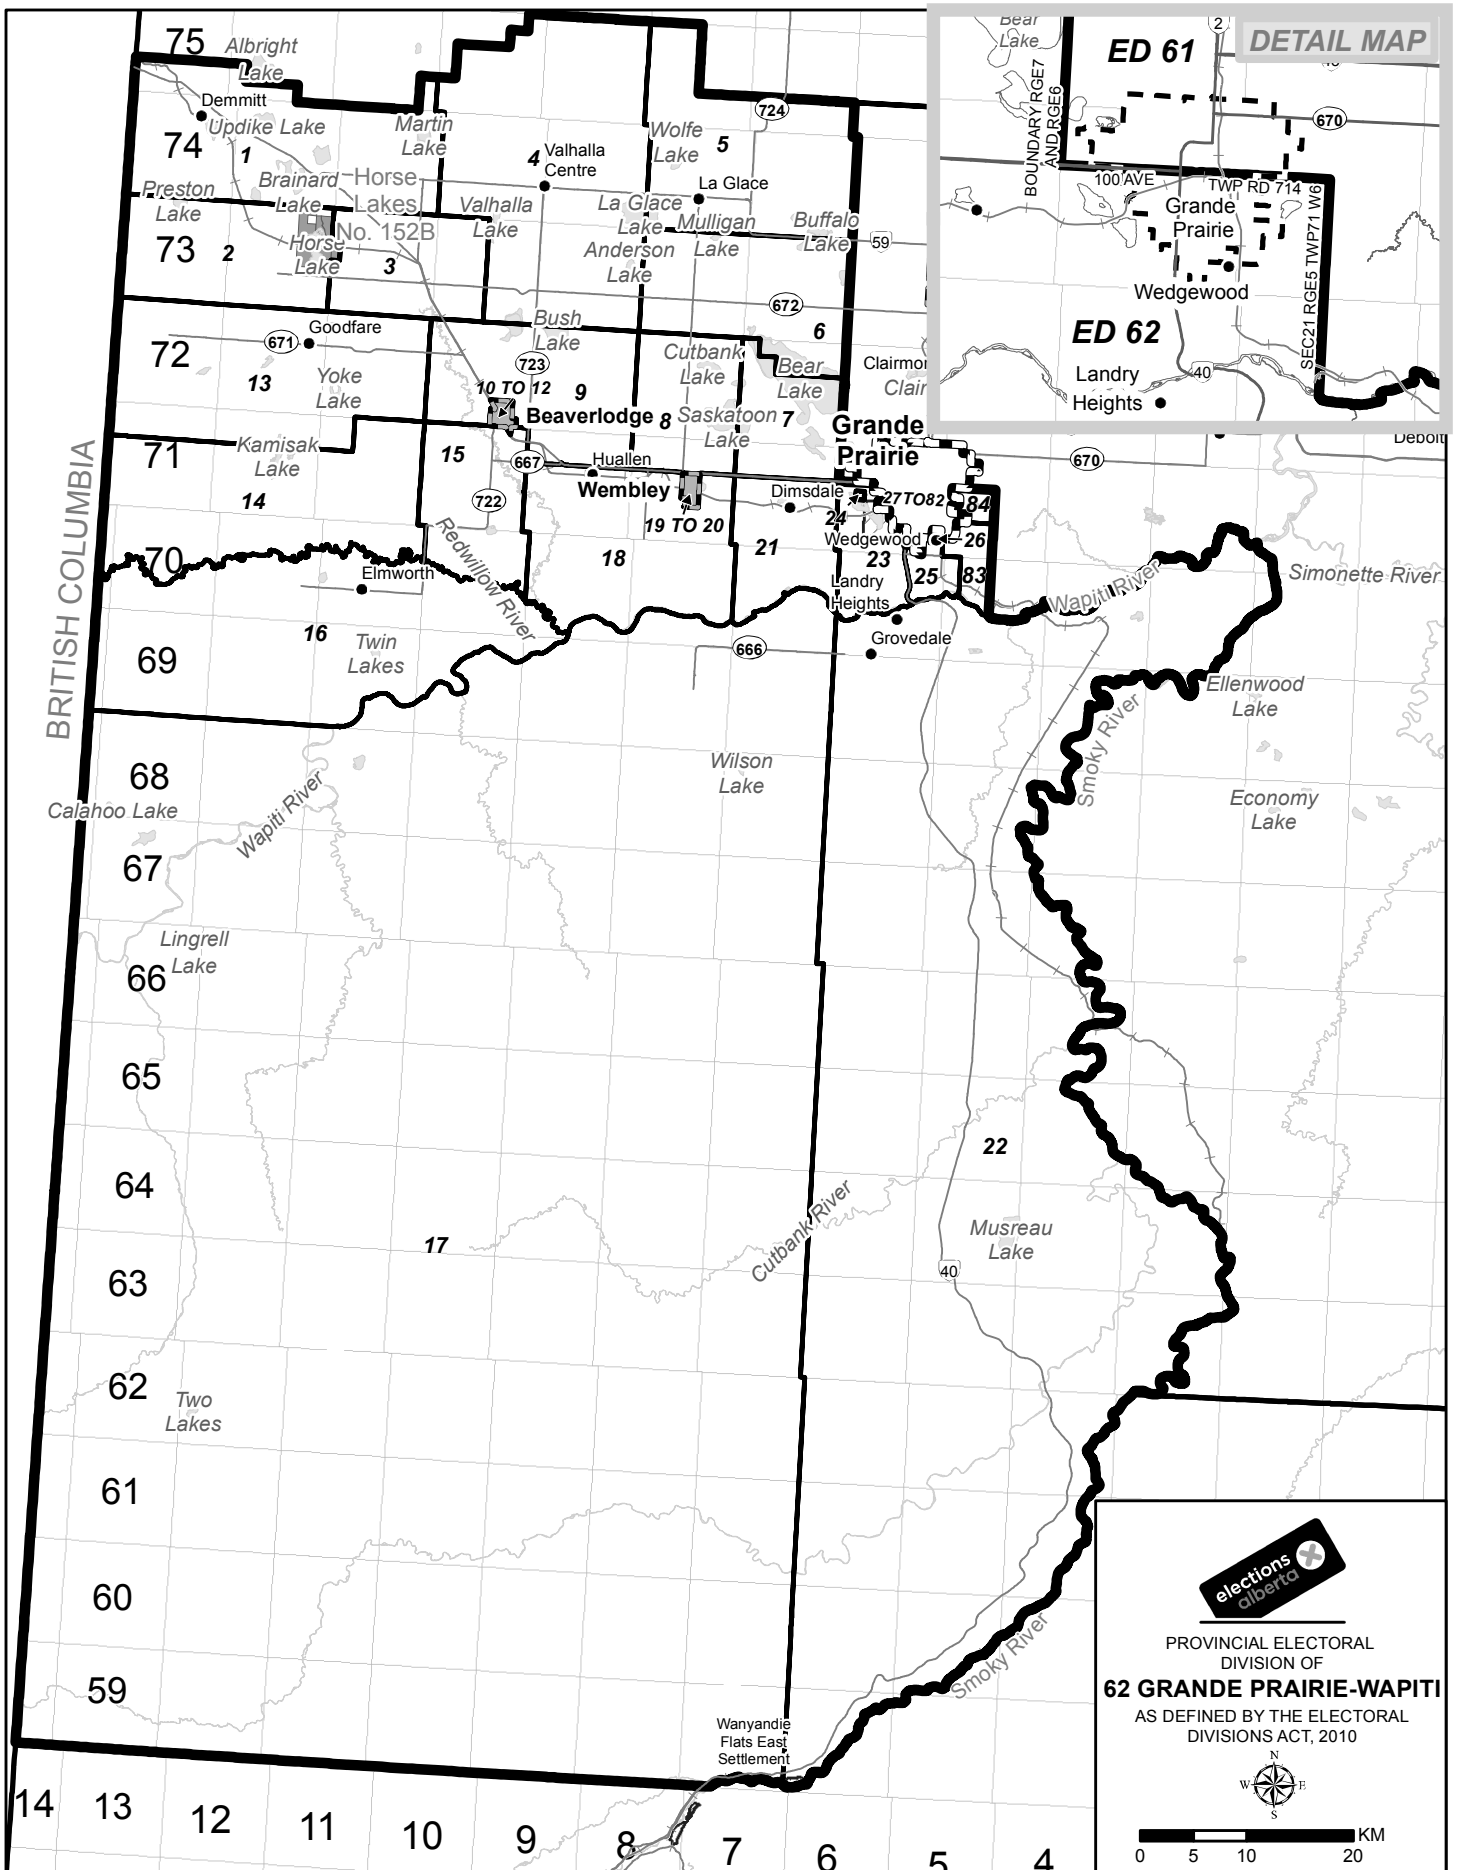 75
Albright
Lake
Demmitt
Updike Lake
74
1
Martin
Lake
4
Valhalla
Centre
Wolfe
Lake
5
724
La Glace
Preston
Lake
Brainard
Lake
Horse
Lakes
No. 152B
Valhalla
Lake
La Glace
Lake
Mulligan
Lake
Buffalo
Lake
59
73
2
Horse
Lake
3
Anderson
Lake
672
6
72
671
Goodfare
Bush
Lake
723
Cutbank
Lake
Bear
Lake
13
Yoke
Lake
10 TO 12
9
Beaverlodge
8
Saskatoon
Lake
7
Grande
Prairie
71
Kamisak
Lake
15
667
Huallen
670
Debolt
14
722
Wembley
19 TO 20
Dimsdale
24
27TO82
84
Wedgewood
26
BRITISH COLUMBIA
70
Elmworth
Redwillow River
18
21
23
25
83
Landry
Heights
Wapiti River
Simonette River
16
Twin
Lakes
69
666
Grovedale
Ellenwood
Lake
Smoky River
68
Calahoo Lake
Wapiti River
Wilson
Lake
Economy
Lake
67
Lingrell
Lake
66
65
22
64
17
Cutbank River
Musreau
Lake
40
63
62
Two
Lakes
61
60
59
Smoky River
Wanyandie
Flats East
Settlement
14
13
12
11
10
9
8
7
6
5
4
DETAIL MAP
Bear
Lake
ED 61
2
670
BOUNDARY RGE7
AND RGE6
100 AVE
TWP RD 714
Grande
Prairie
Wedgewood
SEC21 RGE5 TWP71 W6
ED 62
Landry
Heights
40
elections
alberta
PROVINCIAL ELECTORAL
DIVISION OF
62 GRANDE PRAIRIE-WAPITI
AS DEFINED BY THE ELECTORAL
DIVISIONS ACT, 2010
N
W
E
S
KM
0 5 10 20